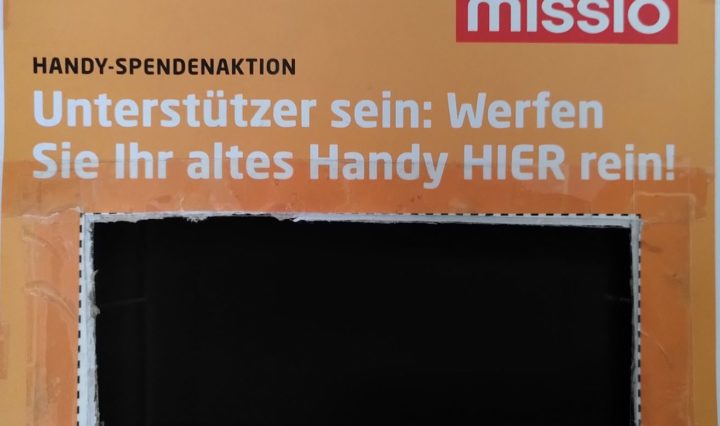 missio
HANDY-SPENDENAKTION
Unterstützer sein: Werfen
Sie Ihr altes Handy HIER rein!